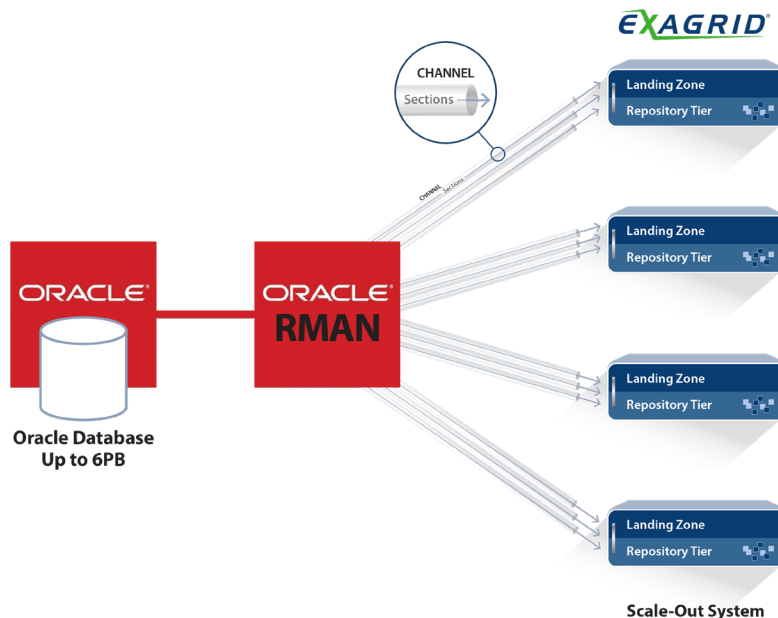 EXAGRID®
CHANNEL
Sections
CHANNEL Sections
Landing Zone
Repository Tier
Landing Zone
Repository Tier
ORACLE®
ORACLE®
RMAN
Oracle Database
Up to 6PB
Landing Zone
Repository Tier
Landing Zone
Repository Tier
Scale-Out System